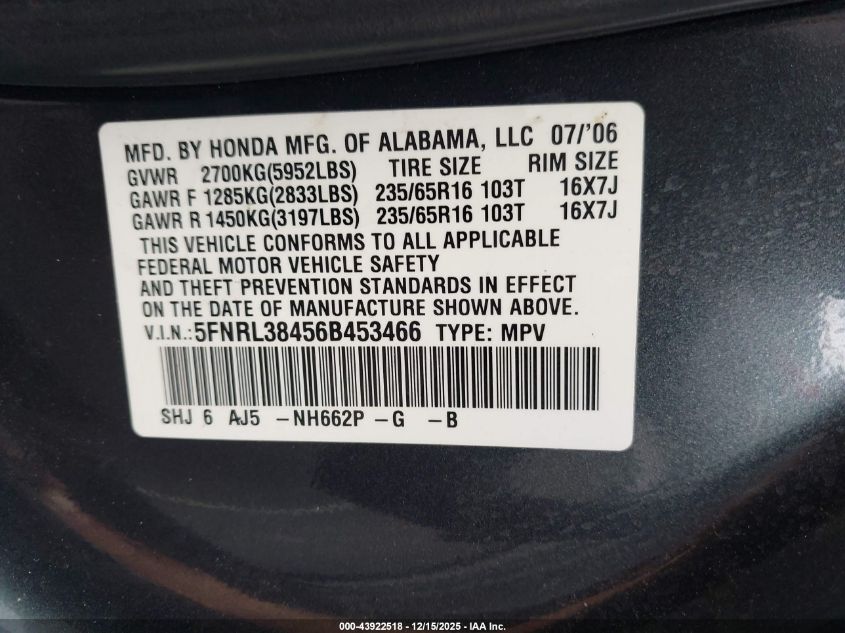 MFD. BY HONDA MFG. OF ALABAMA, LLC 07/'06
GVWR 2700KG(5952LBS) TIRE SIZE RIM SIZE
GAWR F 1285KG(2833LBS) 235/65R16 103T 16X7J
GAWR R 1450KG(3197LBS) 235/65R16 103T 16X7J
THIS VEHICLE CONFORMS TO ALL APPLICABLE
FEDERAL MOTOR VEHICLE SAFETY
AND THEFT PREVENTION STANDARDS IN EFFECT
ON THE DATE OF MANUFACTURE SHOWN ABOVE.
V.I.N.:5FNRL38456B453466 TYPE: MPV
SHJ 6 AJ5 -NH662P -G -B
000-43922518 - 12/15/2025 - IAA Inc.